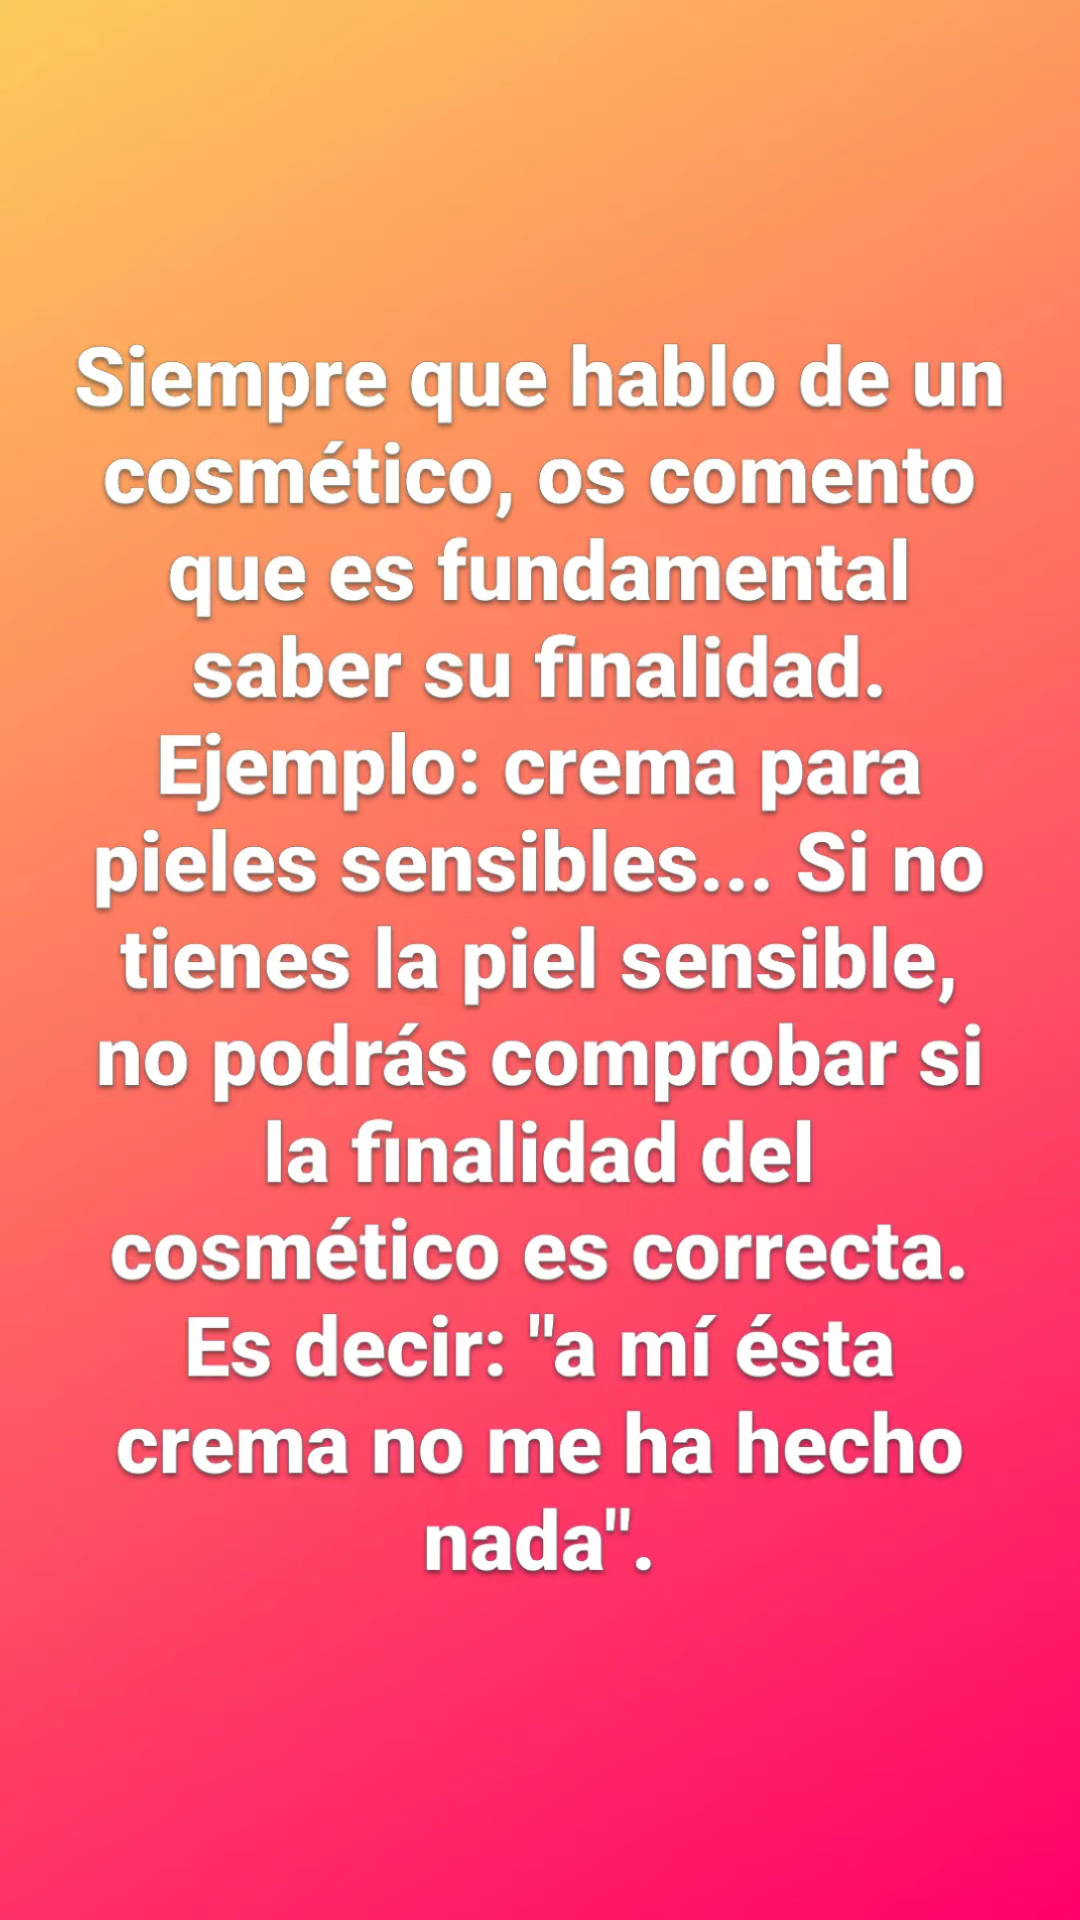 Siempre que hablo de un
cosmético, os comento
que es fundamental
saber su finalidad.
Ejemplo: crema para
pieles sensibles... Si no
tienes la piel sensible,
no podrás comprobar si
la finalidad del
cosmético es correcta.
Es decir: "a mí ésta
crema no me ha hecho
nada".